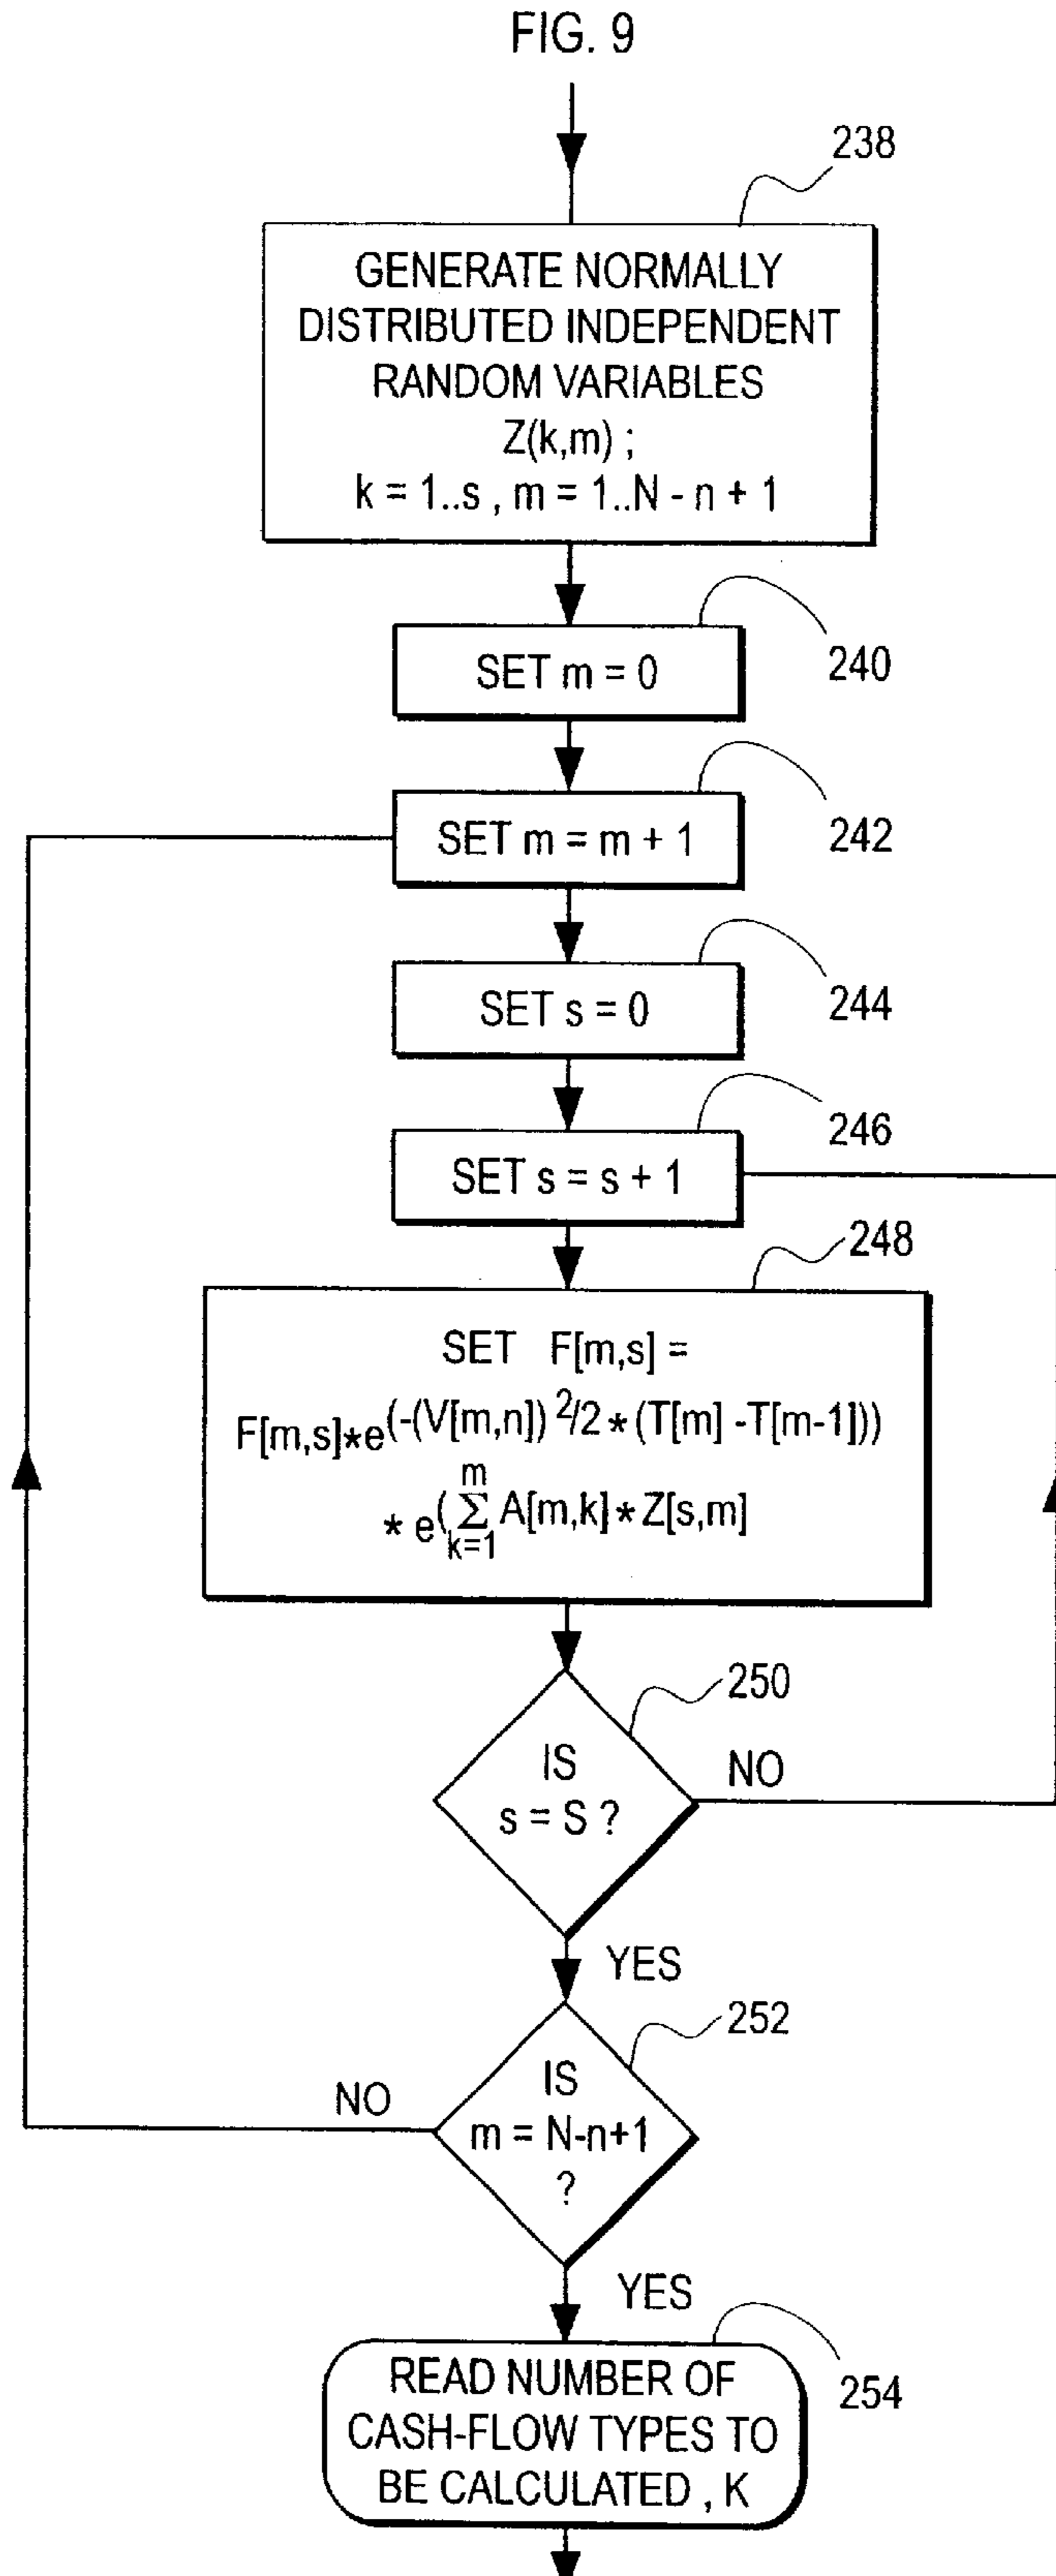 FIG. 9
238
GENERATE NORMALLY
DISTRIBUTED INDEPENDENT
RANDOM VARIABLES
Z(k,m) ;
k = 1..s , m = 1..N - n + 1
240
SET m = 0
242
SET m = m + 1
244
SET s = 0
246
SET s = s + 1
248
SET F[m,s] =
F[m,s]*e(-(V[m,n]) 2/2 * (T[m] -T[m-1]))
* e(m∑k=1 A[m,k] * Z[s,m]
250
IS
s = S ?
NO
YES
252
IS
m = N-n+1
?
NO
YES
254
READ NUMBER OF
CASH-FLOW TYPES TO
BE CALCULATED , K